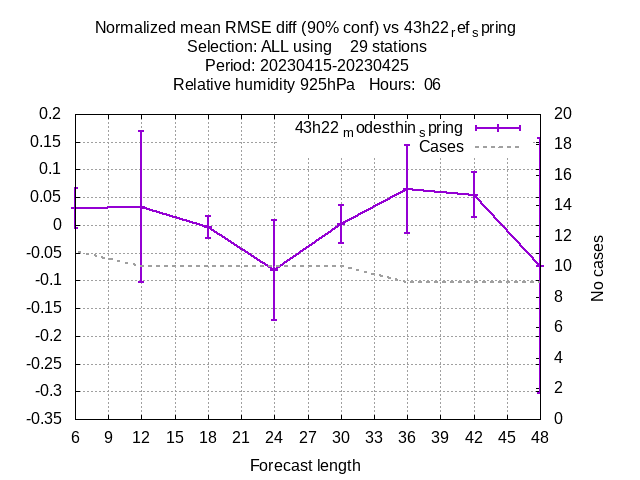 Normalized mean RMSE diff (90% conf) vs 43h22refspring
Selection: ALL using 29 stations
Period: 20230415-20230425
Relative humidity 925hPa Hours: 06
43h22modesthinspring
Cases
0.2
0.15
0.1
0.05
0
-0.05
-0.1
-0.15
-0.2
-0.25
-0.3
-0.35
20
18
16
14
12
10
8
6
4
2
0
No cases
6 9 12 15 18 21 24 27 30 33 36 39 42 45 48
Forecast length